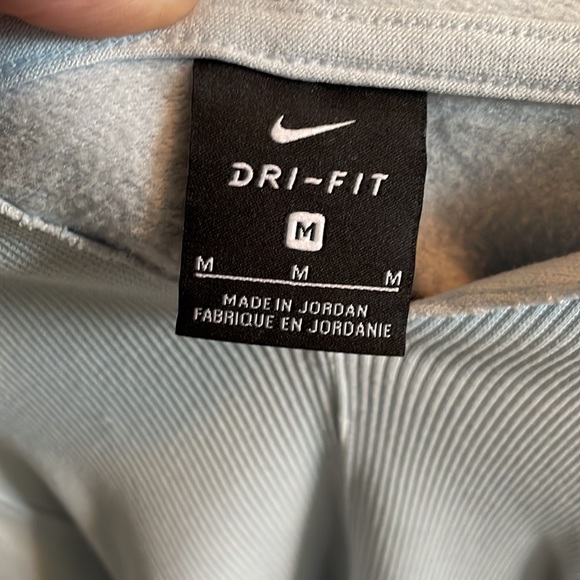 DRI-FIT
M
M M M
MADE IN JORDAN
FABRIQUE EN JORDANIE